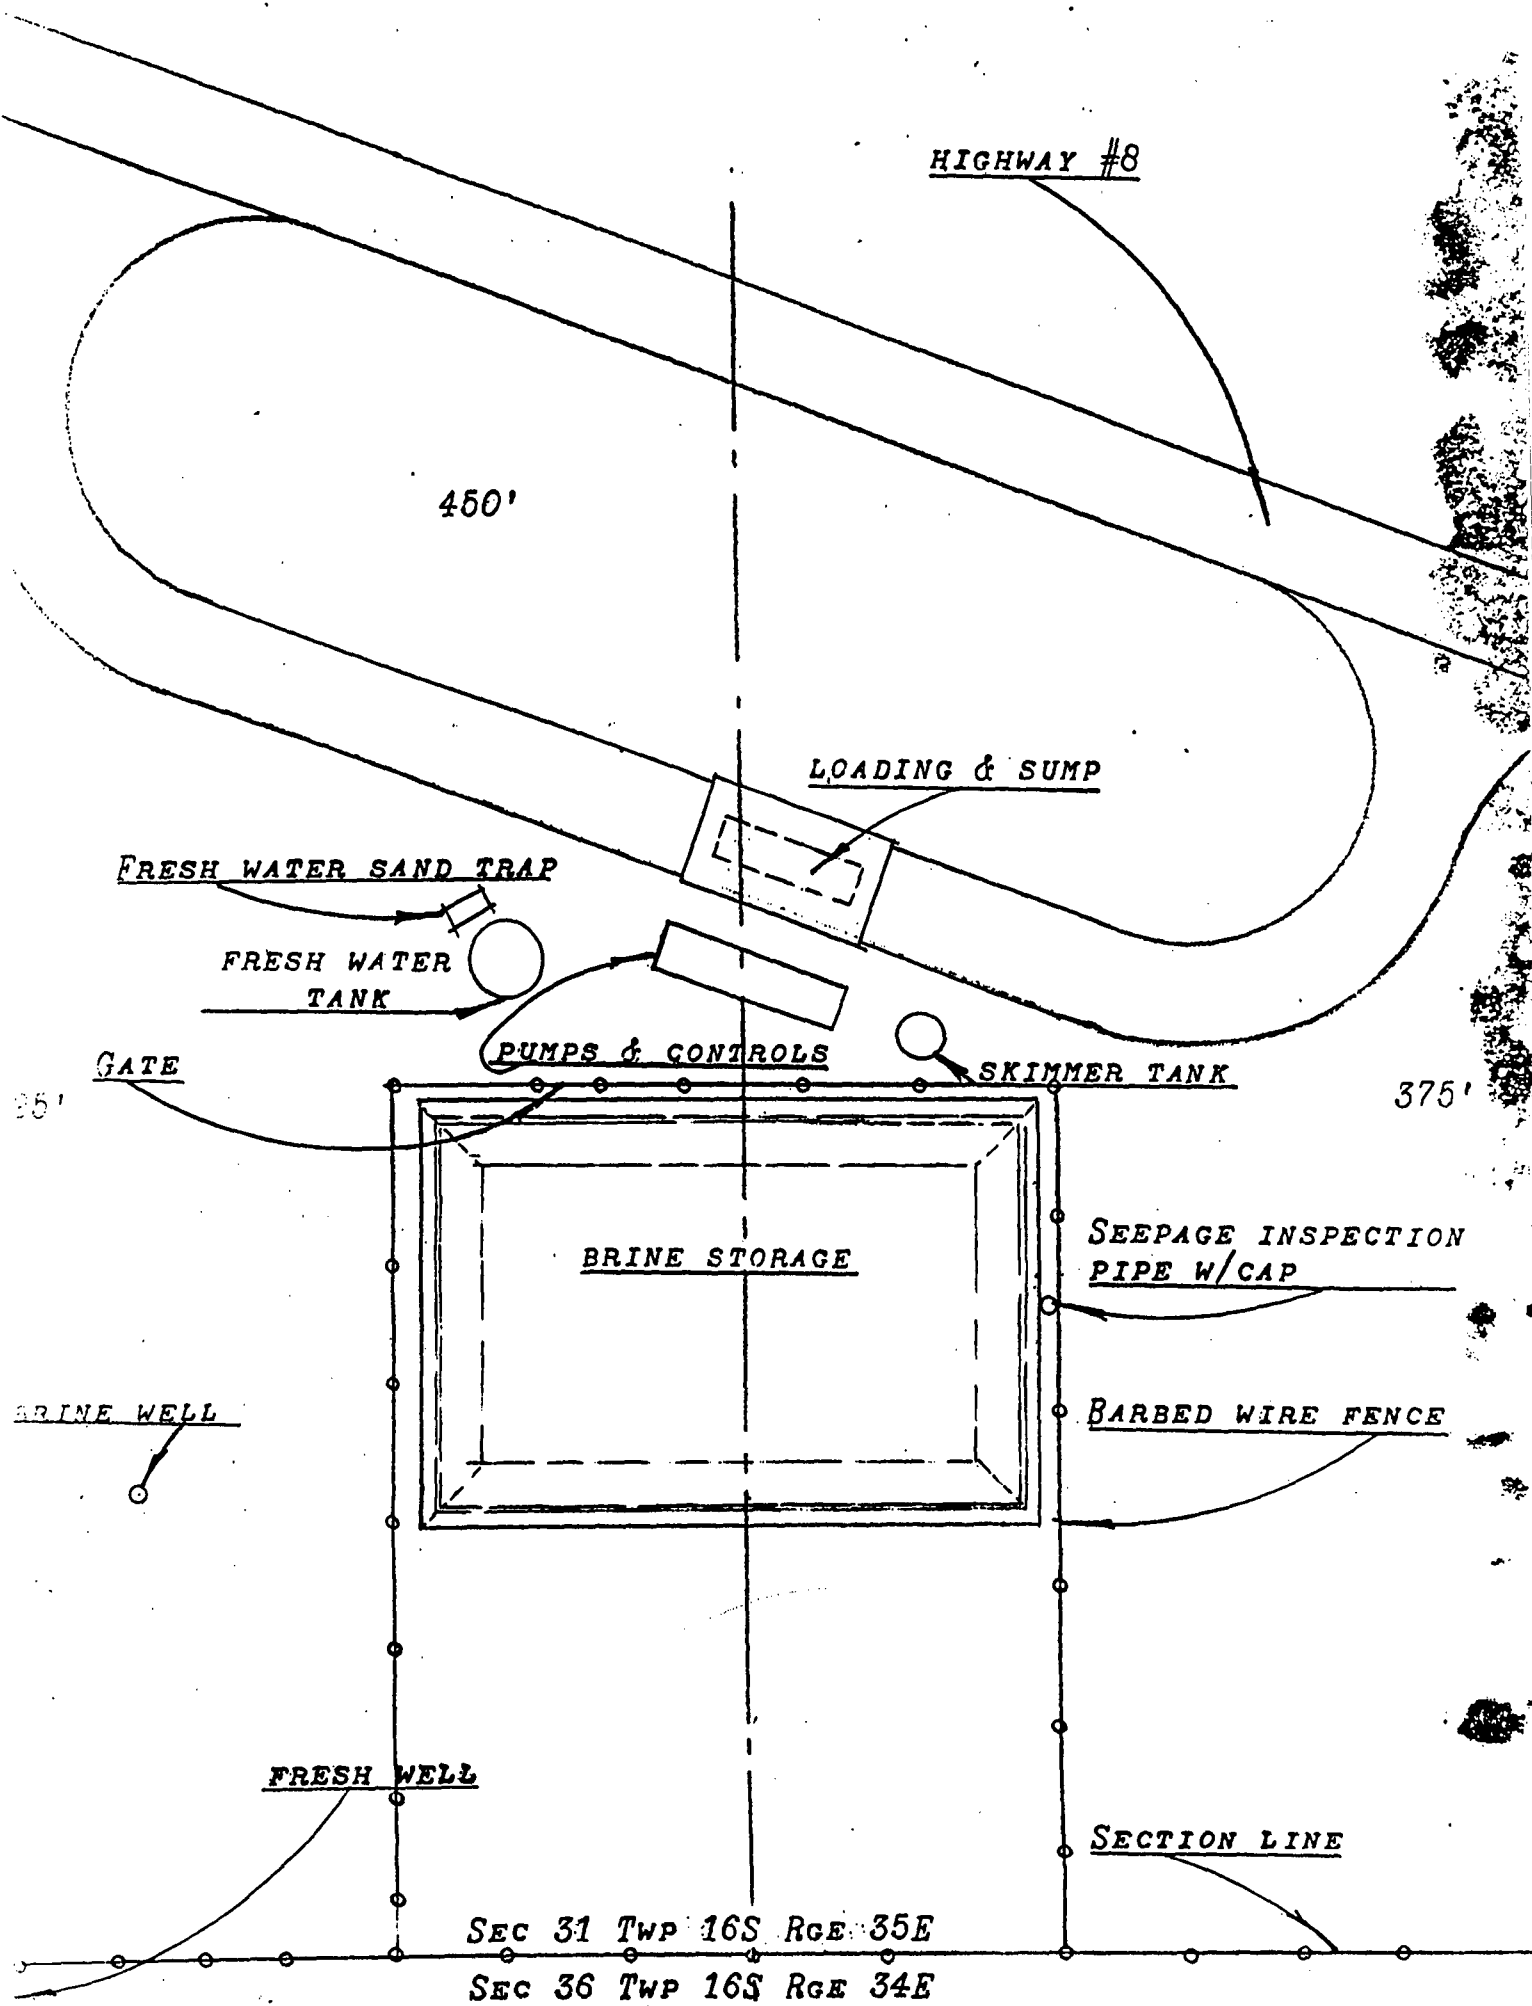 HIGHWAY #8
450'
LOADING & SUMP
FRESH WATER SAND TRAP
FRESH WATER
TANK
PUMPS & CONTROLS
SKIMMER TANK
GATE
375'
SEEPAGE INSPECTION
PIPE W/CAP
BRINE STORAGE
BRINE WELL
BARBED WIRE FENCE
FRESH WELL
SECTION LINE
SEC 31 TWP 16S RGE 35E
SEC 36 TWP 16S RGE 34E